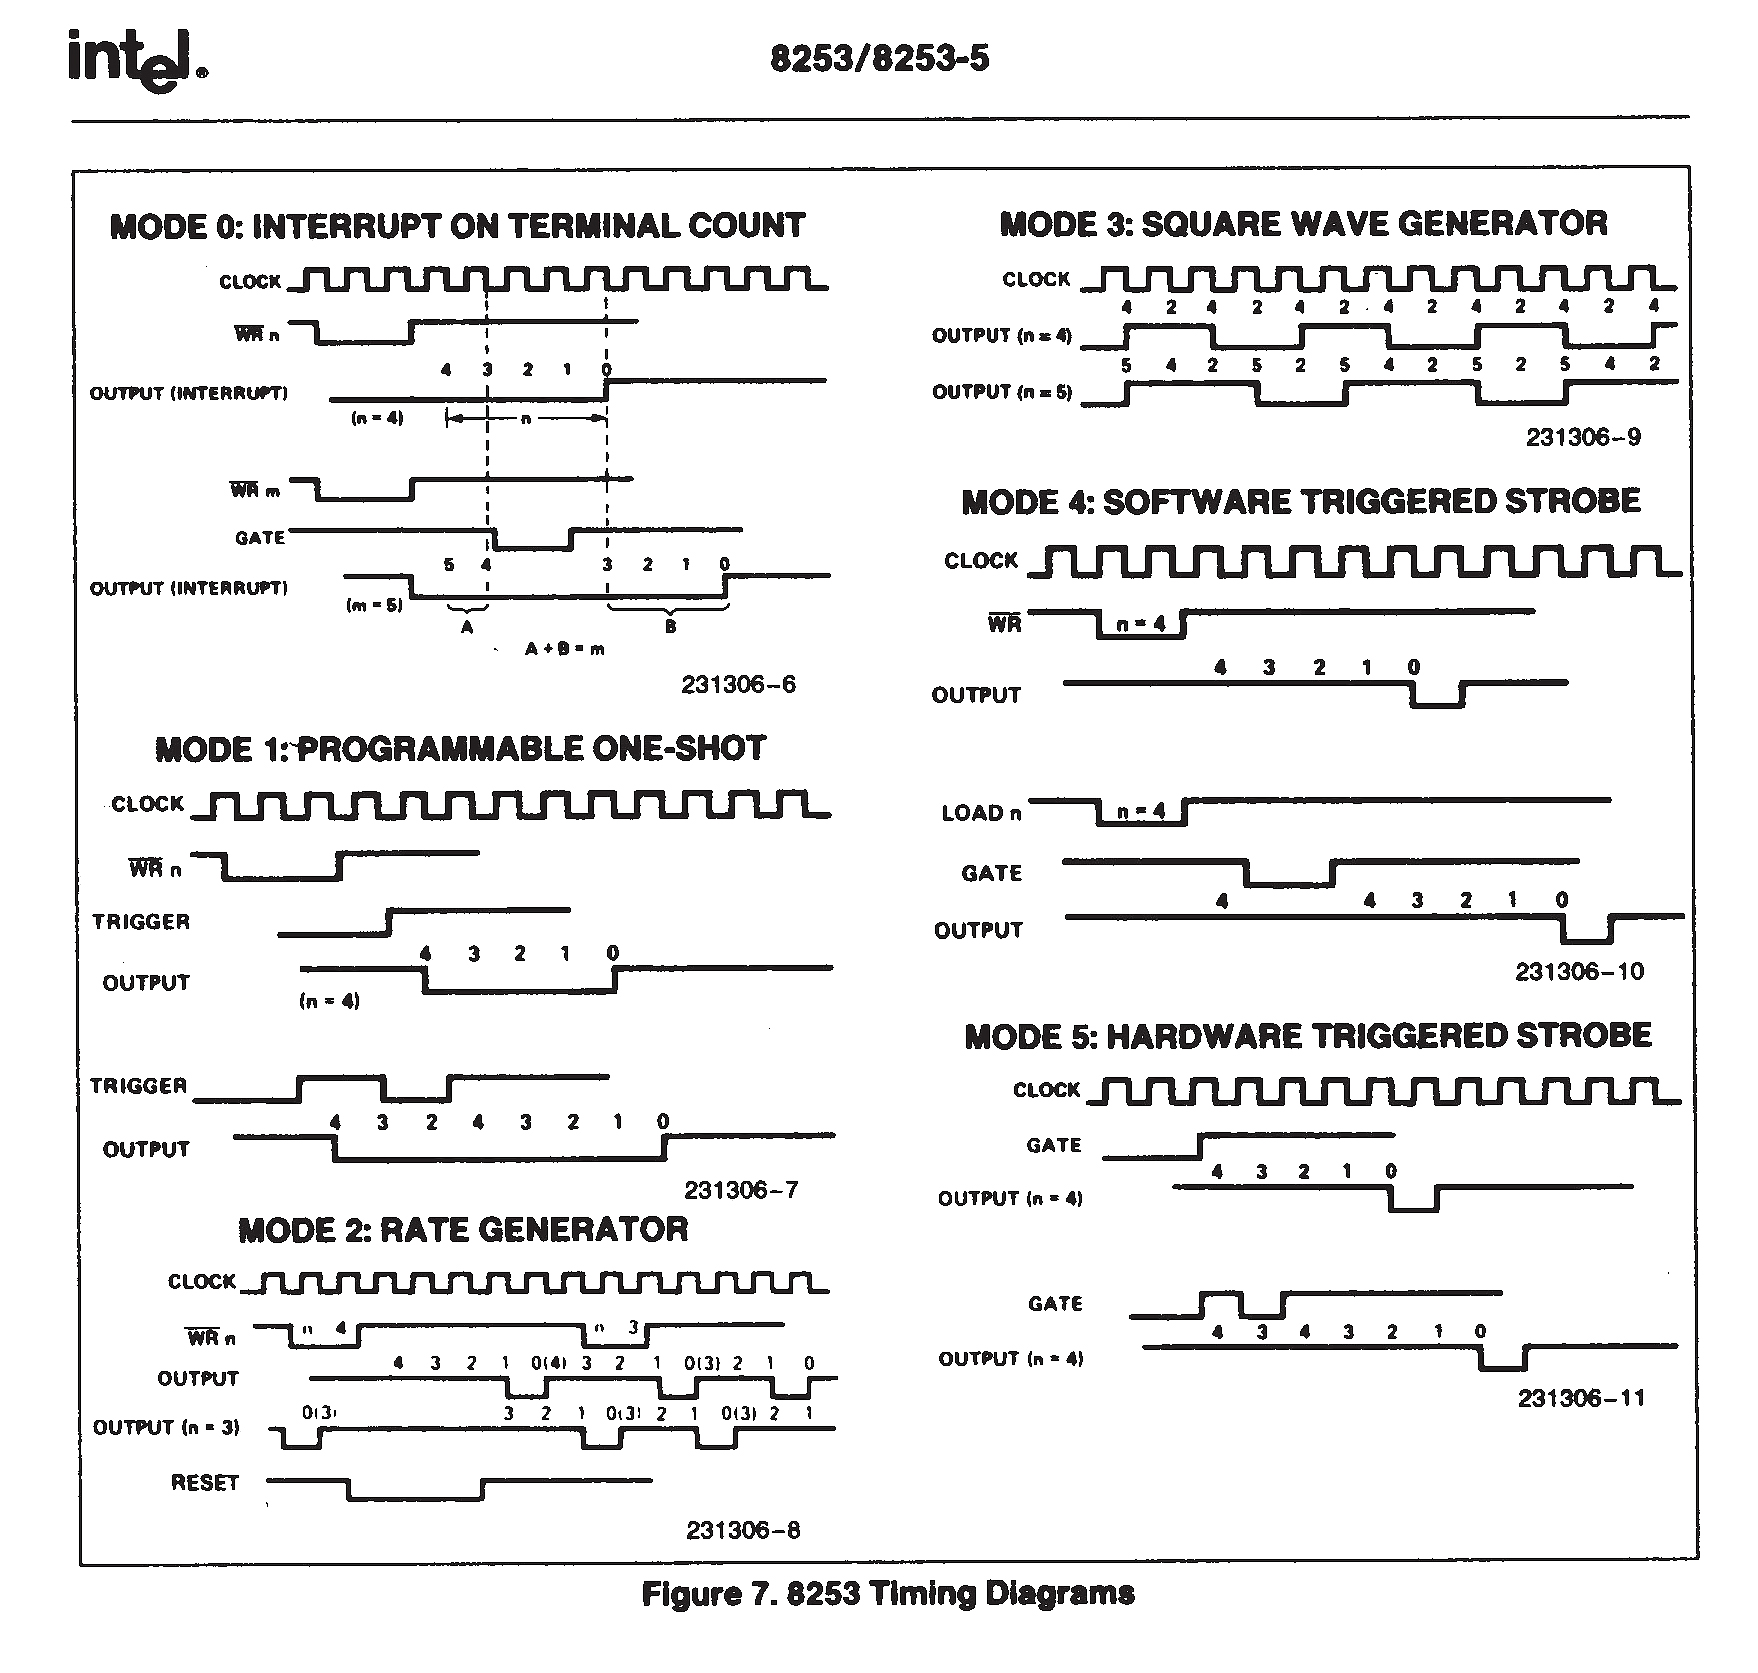 intel®
8253/8253-5
MODE 0: INTERRUPT ON TERMINAL COUNT
CLOCK
WR n
4 3 2 1 0
OUTPUT (INTERRUPT)
(n = 4)
n
WR m
GATE
5 4 3 2 1 0
OUTPUT (INTERRUPT)
(m = 5)
A B
A + B = m
231306-6
MODE 1: PROGRAMMABLE ONE-SHOT
CLOCK
WR n
TRIGGER
4 3 2 1 0
OUTPUT
(n = 4)
TRIGGER
4 3 2 4 3 2 1 0
OUTPUT
231306-7
MODE 2: RATE GENERATOR
CLOCK
WR n
n 4 n 3
4 3 2 1 0(4) 3 2 1 0(3) 2 1 0
OUTPUT
0(3) 3 2 1 0(3) 2 1 0(3) 2 1
OUTPUT (n = 3)
RESET
231306-8
MODE 3: SQUARE WAVE GENERATOR
CLOCK
4 2 4 2 4 2 4 2 4 2 4 2 4
OUTPUT (n = 4)
5 4 2 5 2 5 4 2 5 2 5 4 2
OUTPUT (n = 5)
231306-9
MODE 4: SOFTWARE TRIGGERED STROBE
CLOCK
WR
n = 4
4 3 2 1 0
OUTPUT
LOAD n
n = 4
GATE
4 4 3 2 1 0
OUTPUT
231306-10
MODE 5: HARDWARE TRIGGERED STROBE
CLOCK
GATE
4 3 2 1 0
OUTPUT (n = 4)
GATE
4 3 4 3 2 1 0
OUTPUT (n = 4)
231306-11
Figure 7. 8253 Timing Diagrams